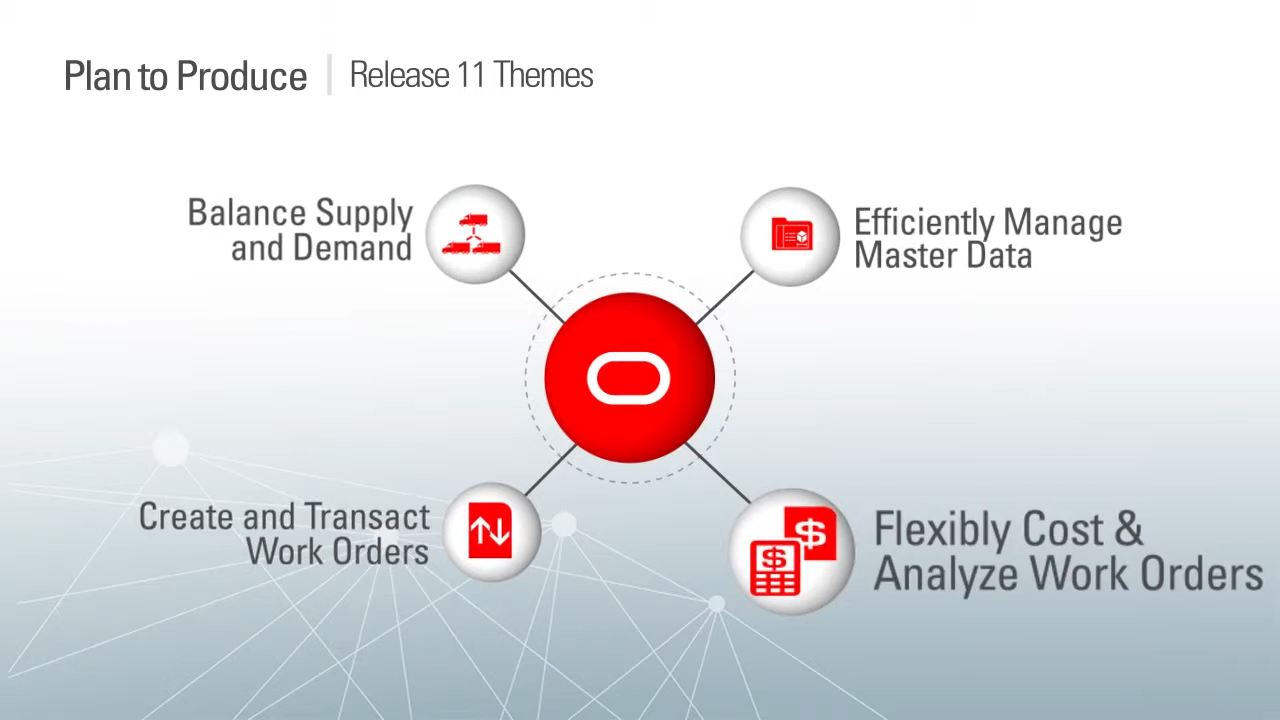 Plan to Produce | Release 11 Themes
Balance Supply
and Demand
Efficiently Manage
Master Data
Create and Transact
Work Orders
Flexibly Cost &
Analyze Work Orders
$
$